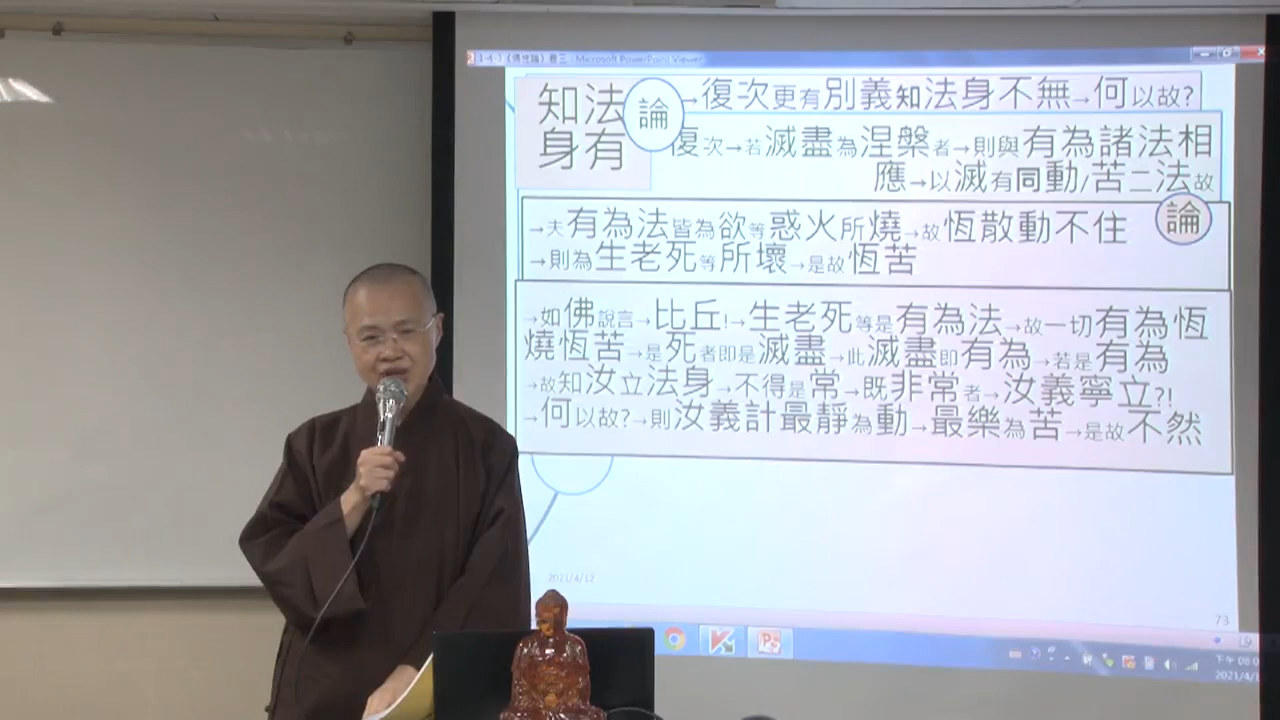 1-4-3《佛性論》卷三 - Microsoft PowerPoint Viewer
知法
身有
論
→復次更有別義知法身不無→何以故?
復次→若滅盡為涅槃者→則與有為諸法相
應→以滅有同動/苦二法故
論
→夫有為法皆為欲等惑火所燒→故恆散動不住
→則為生老死等所壞→是故恆苦
→如佛說言→比丘!→生老死等是有為法→故一切有為恆
燒恆苦→是死者即是滅盡→此滅盡即有為→若是有為
→故知汝立法身→不得是常→既非常者→汝義寧立?!
→何以故?→則汝義計最靜為動→最樂為苦→是故不然
2021/4/12
73
下午 08:0
2021/4/1